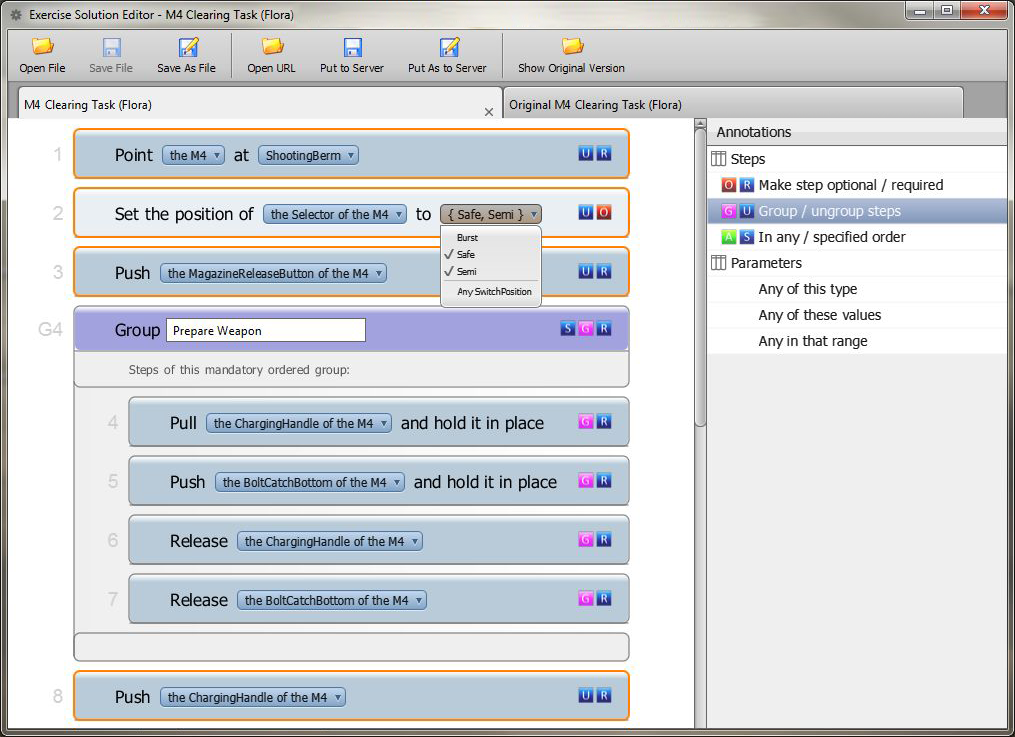 Exercise Solution Editor - M4 Clearing Task (Flora)
Open File Save File Save As File Open URL Put to Server Put As to Server Show Original Version
M4 Clearing Task (Flora) Original M4 Clearing Task (Flora)
1 Point the M4 at ShootingBerm U R
2 Set the position of the Selector of the M4 to { Safe, Semi } U O
Burst
Safe
Semi
Any SwitchPosition
3 Push the MagazineReleaseButton of the M4 U R
G4 Group Prepare Weapon S G R
Steps of this mandatory ordered group:
4 Pull the ChargingHandle of the M4 and hold it in place G R
5 Push the BoltCatchBottom of the M4 and hold it in place G R
6 Release the ChargingHandle of the M4 G R
7 Release the BoltCatchBottom of the M4 G R
8 Push the ChargingHandle of the M4 U R
Annotations
Steps
O R Make step optional / required
G U Group / ungroup steps
A S In any / specified order
Parameters
Any of this type
Any of these values
Any in that range